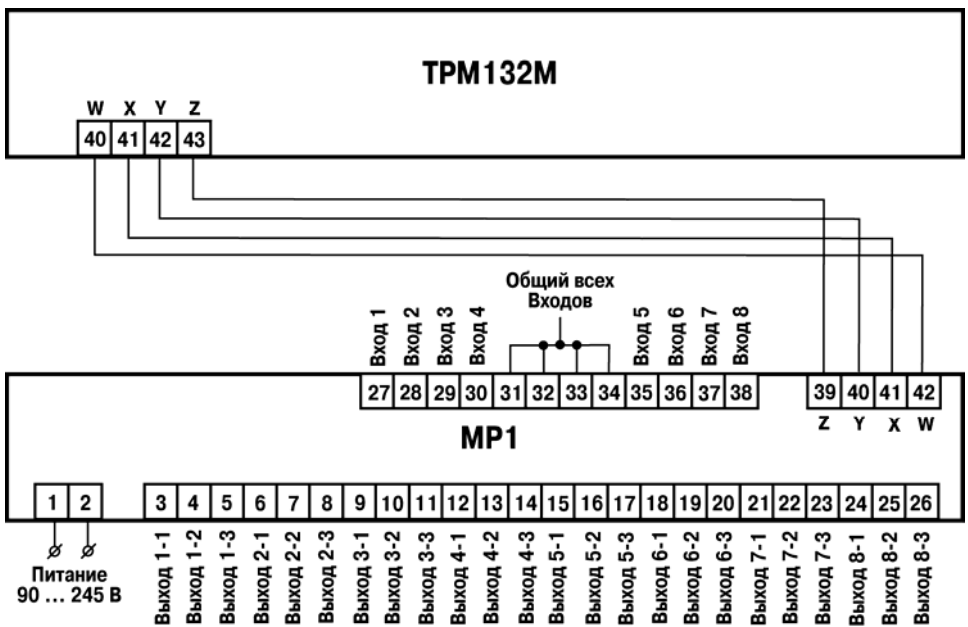 ТРМ132М
W X Y Z
40 41 42 43
Общий всех
Входов
Вход 1
Вход 2
Вход 3
Вход 4
Вход 5
Вход 6
Вход 7
Вход 8
27 28 29 30 31 32 33 34 35 36 37 38
39 40 41 42
Z Y X W
МР1
1 2
3 4 5 6 7 8 9 10 11 12 13 14 15 16 17 18 19 20 21 22 23 24 25 26
Питание
90 ... 245 В
Выход 1-1
Выход 1-2
Выход 1-3
Выход 2-1
Выход 2-2
Выход 2-3
Выход 3-1
Выход 3-2
Выход 3-3
Выход 4-1
Выход 4-2
Выход 4-3
Выход 5-1
Выход 5-2
Выход 5-3
Выход 6-1
Выход 6-2
Выход 6-3
Выход 7-1
Выход 7-2
Выход 7-3
Выход 8-1
Выход 8-2
Выход 8-3